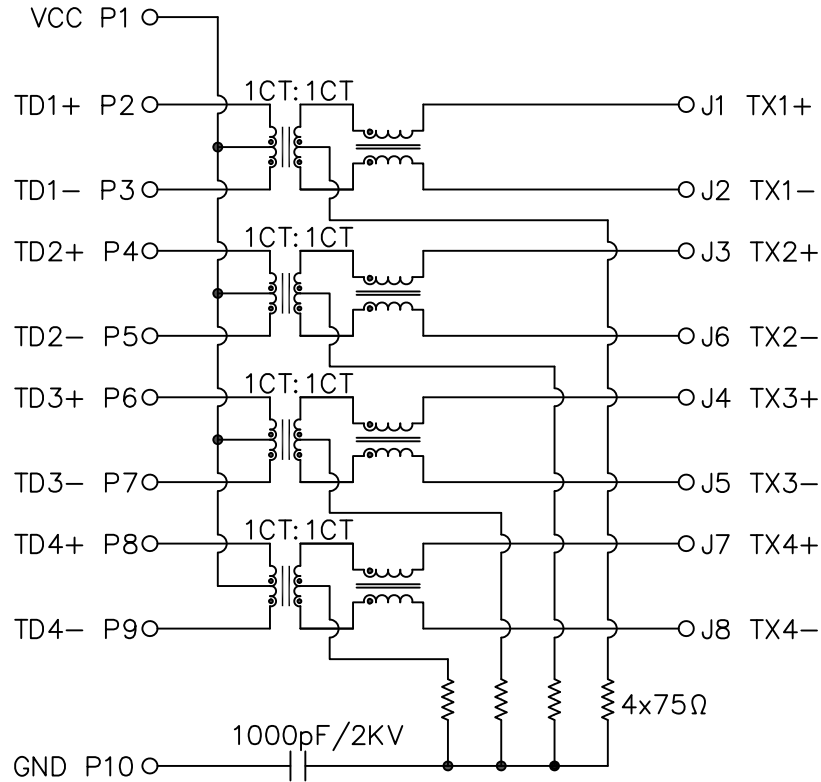 VCC P1
1CT:1CT
TD1+ P2 J1 TX1+
TD1- P3 J2 TX1-
1CT:1CT
TD2+ P4 J3 TX2+
TD2- P5 J6 TX2-
1CT:1CT
TD3+ P6 J4 TX3+
TD3- P7 J5 TX3-
1CT:1CT
TD4+ P8 J7 TX4+
TD4- P9 J8 TX4-
4x75Ω
1000pF/2KV
GND P10